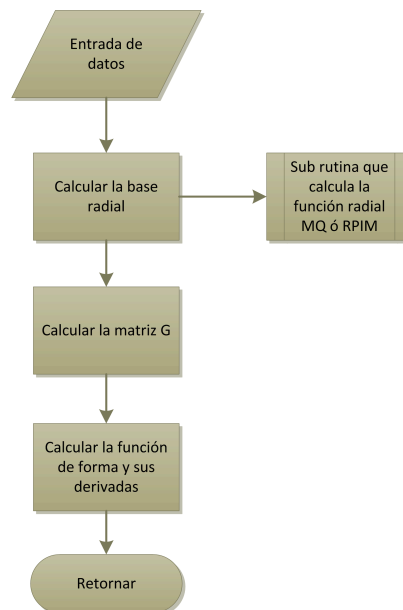 Entrada de
datos
Calcular la base
radial
Sub rutina que
calcula la
función radial
MQ ó RPIM
Calcular la matriz G
Calcular la función
de forma y sus
derivadas
Retornar